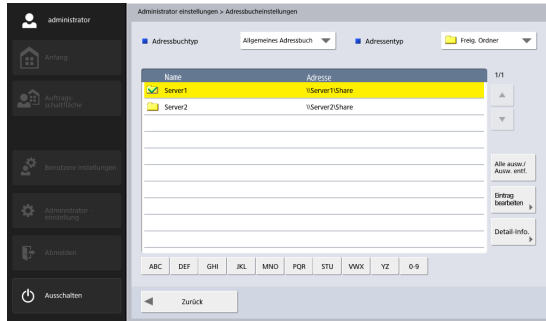 administrator
Anfang
Auftrags-
schaltfläche
Administrator -
einstellung
Abmelden
Ausschalten
Administrator einstellungen > Adressbucheinstellungen
Adressbuchtyp
Allgemeines Adressbuch
Adressentyp
Freig. Ordner
Name Adresse
Server1 \\Server1\Share
Server2 \\Server2\Share
1/1
Alle ausw./
Ausw. entf.
Eintrag
bearbeiten
Detail-info.
ABC DEF GHI JKL MNO PQR STU VWX YZ 0-9
Zurück